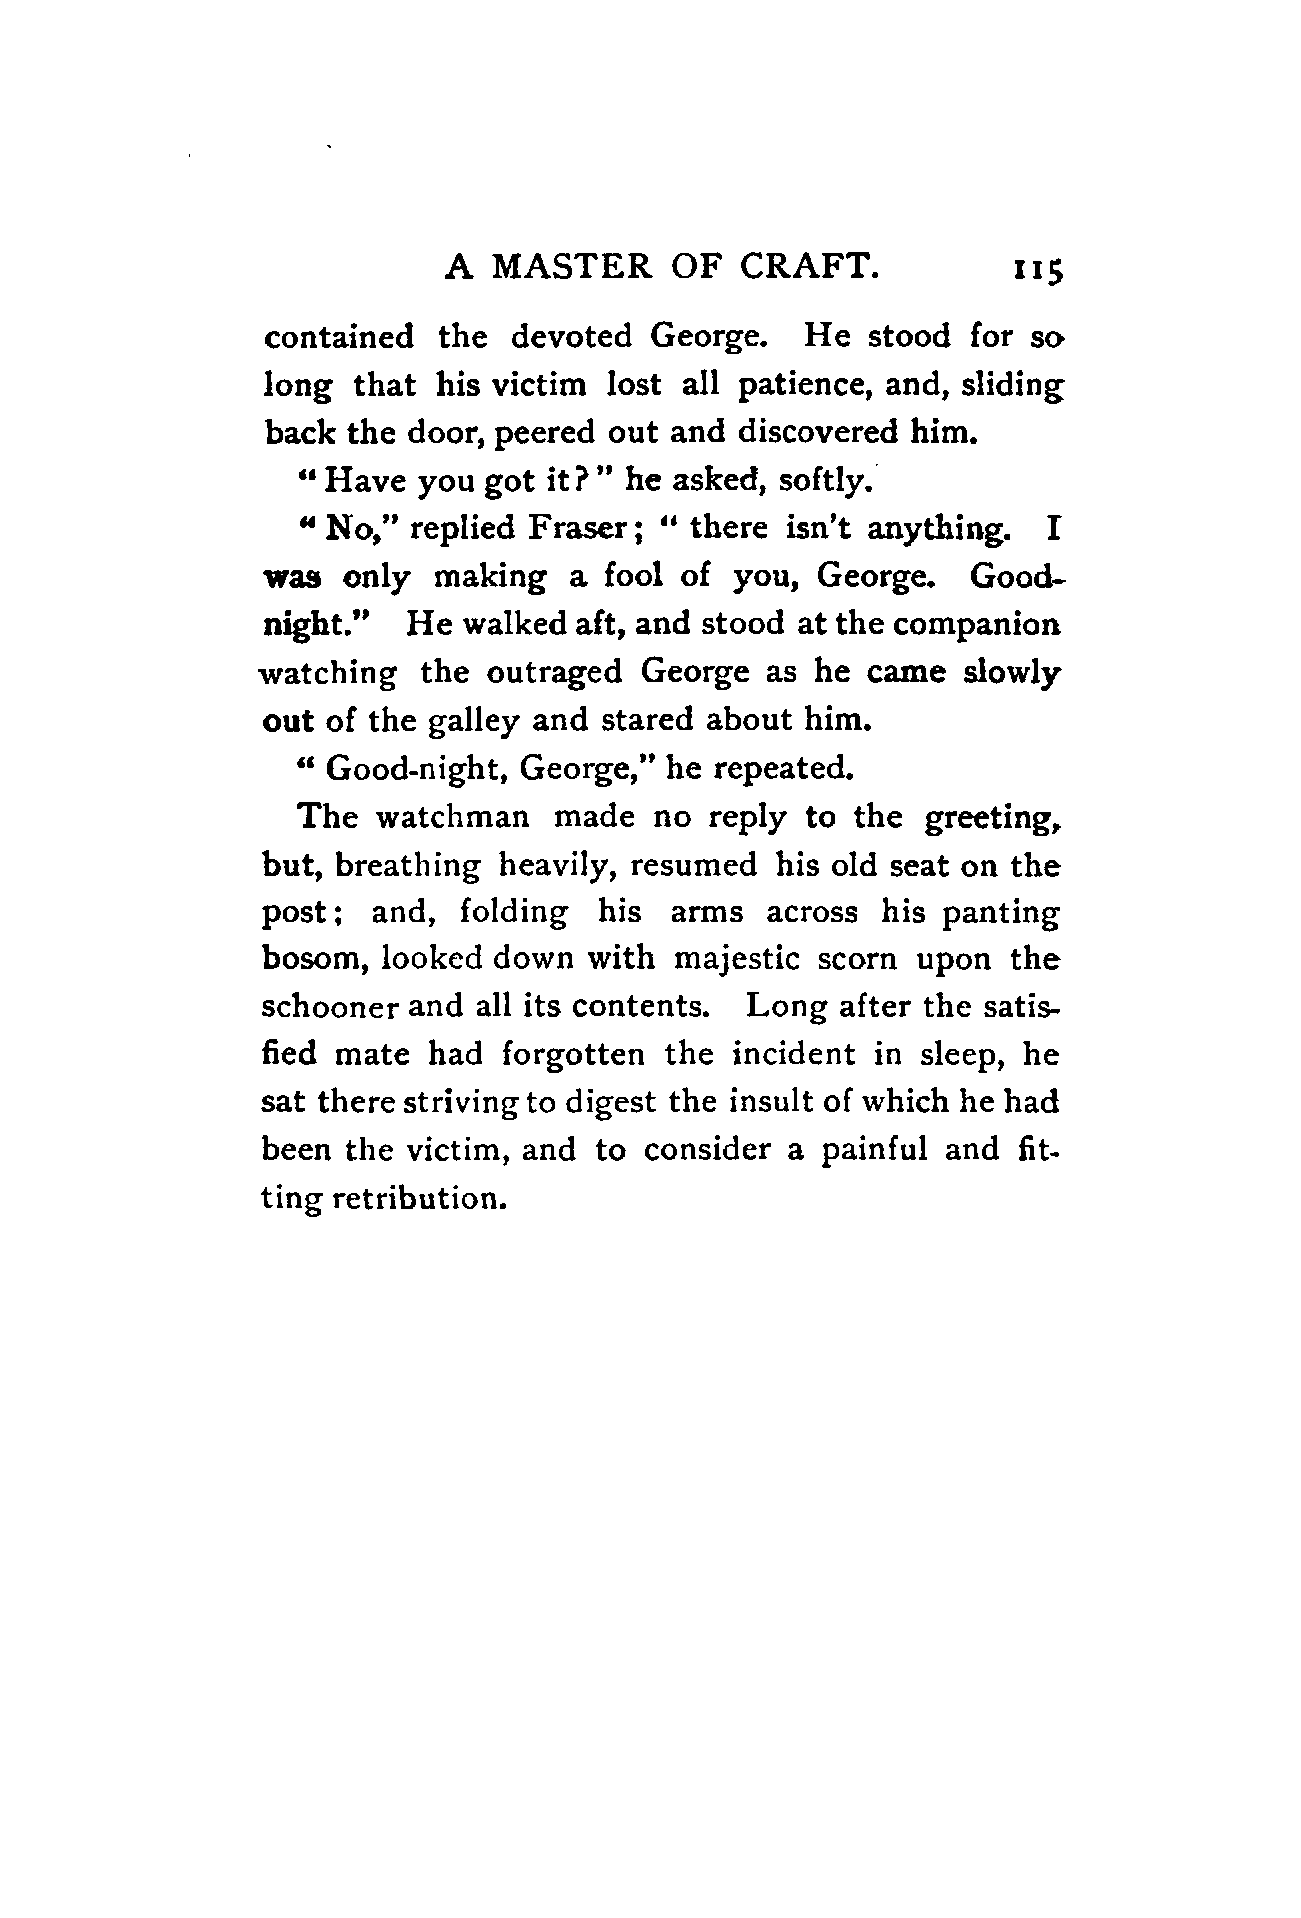 A MASTER OF CRAFT. 115
contained the devoted George. He stood for so
long that his victim lost all patience, and, sliding
back the door, peered out and discovered him.
"Have you got it?" he asked, softly.
"No," replied Fraser; "there isn't anything. I
was only making a fool of you, George. Good-
night." He walked aft, and stood at the companion
watching the outraged George as he came slowly
out of the galley and stared about him.
"Good-night, George," he repeated.
The watchman made no reply to the greeting,
but, breathing heavily, resumed his old seat on the
post; and, folding his arms across his panting
bosom, looked down with majestic scorn upon the
schooner and all its contents. Long after the satis-
fied mate had forgotten the incident in sleep, he
sat there striving to digest the insult of which he had
been the victim, and to consider a painful and fit-
ting retribution.